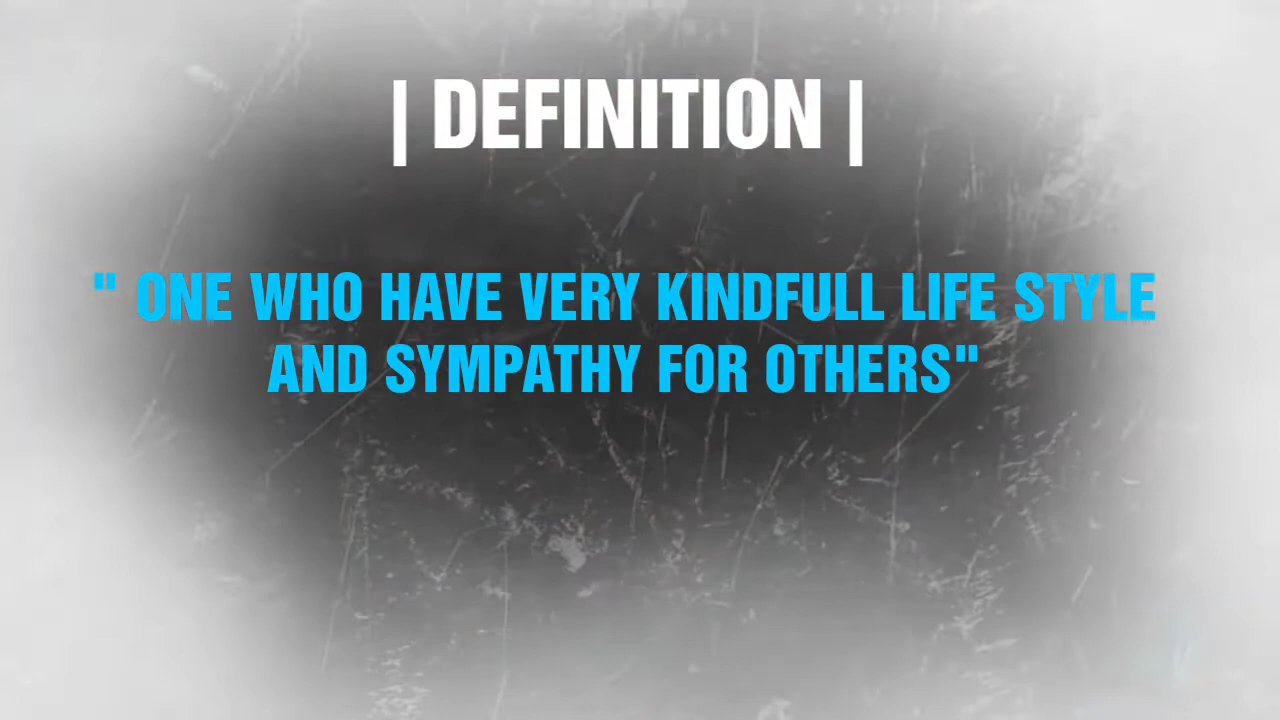 | DEFINITION |
" ONE WHO HAVE VERY KINDFULL LIFE STYLE
AND SYMPATHY FOR OTHERS"